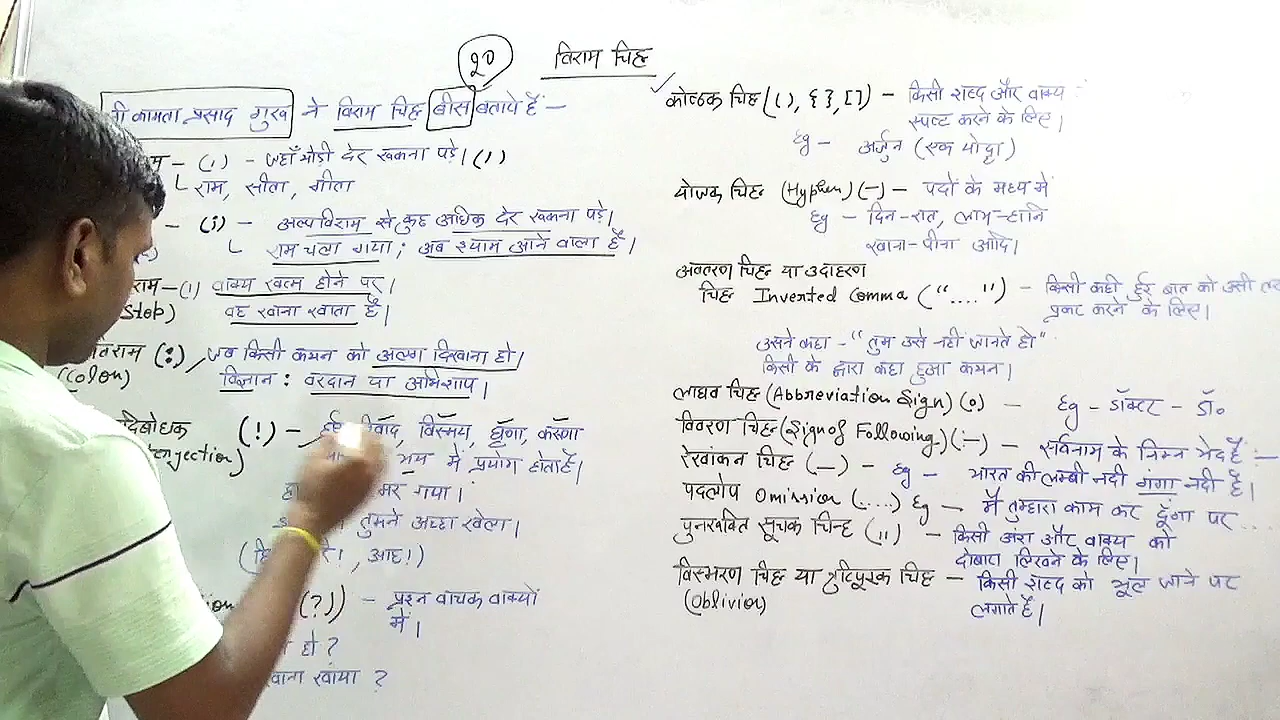 20
विराम चिह्न
कामता प्रसाद गुरु ने विराम चिह्न बीस बताये हैं —
(,) - जहाँ थोड़ी देर रुकना पड़े। (,)
राम, सीता, गीता
- (;) - अल्पविराम से कुछ अधिक देर रुकना पड़े।
राम चला गया; अब श्याम आने वाला है।
(।) वाक्य खत्म होने पर।
वह खाना खाता है।
(:) जब किसी कथन को अलग दिखाना हो।
(Colon) विज्ञान : वरदान या अभिशाप।
(!) - विस्मय, घृणा, करुणा
भय में प्रयोग होता है।
मर गया।
तुमने अच्छा खेला।
आह!)
(?) - प्रश्न वाचक वाक्यों
में।
हो?
खाना खाया ?
कोष्ठक चिह्न ( ( ), { }, [ ] ) - किसी शब्द और वाक्य
स्पष्ट करने के लिए।
Eg - अर्जुन (एक योद्धा)
योजक चिह्न (Hyphen) (-) - पदों के मध्य में
Eg - दिन-रात, लाभ-हानि
खाना-पीना आदि।
अवतरण चिह्न या उदाहरण
चिह्न Inverted Comma ("....") - किसी कही हुई बात को उसी
प्रकट करने के लिए।
उसने कहा - "तुम उसे नहीं जानते हो"
किसी के द्वारा कहा हुआ कथन।
लाघव चिह्न (Abbreviation Sign) (०) - Eg - डॉक्टर - डॉ०
विवरण चिह्न (Sign of Following) (:-) - सर्वनाम के निम्न भेद हैं :-
रेखांकन चिह्न (—) - Eg - भारत की लम्बी नदी गंगा नदी है।
पदलोप Omission (....) Eg - मैं तुम्हारा काम कर दूंगा पर ....
पुनरुक्ति सूचक चिन्ह (,,) - किसी अंश और वाक्य को
दोबारा लिखने के लिए।
विस्मरण चिह्न या त्रुटिपूरक चिह्न - किसी शब्द को भूल जाने पर
(Oblivion) लगाते हैं।